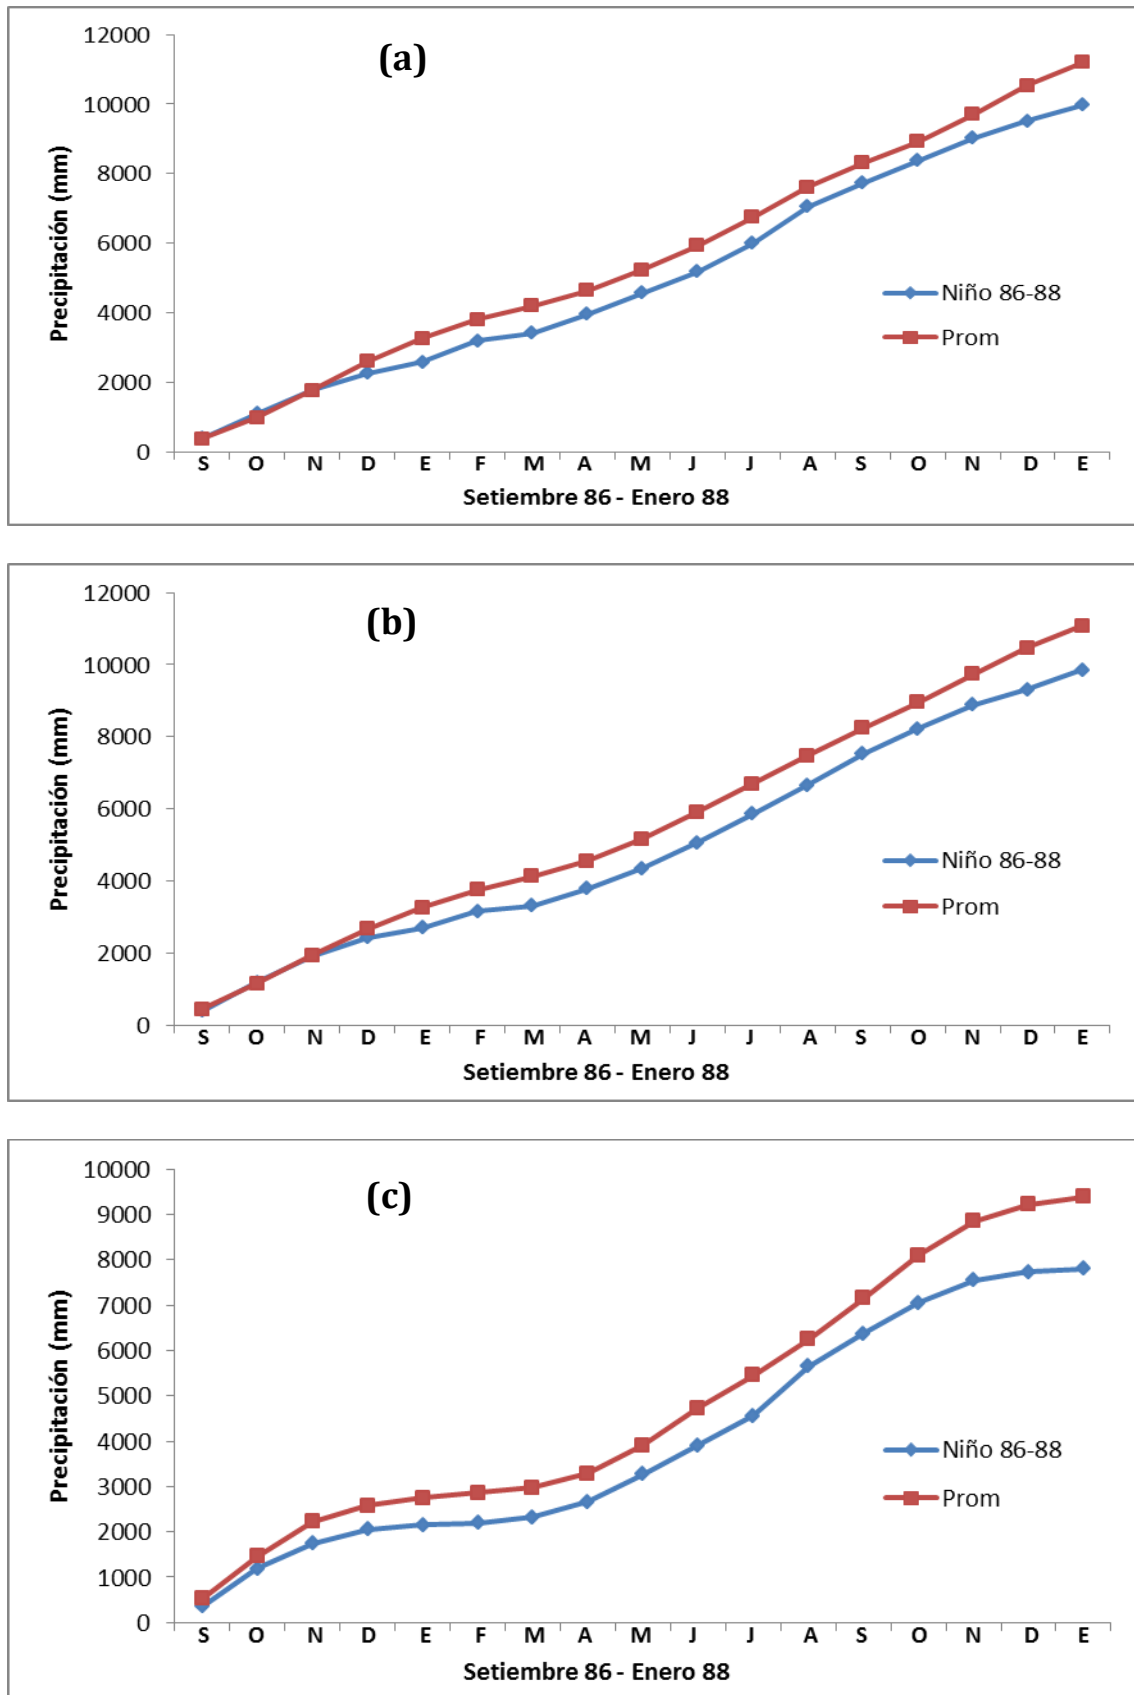 (a)
Precipitación (mm)
12000
10000
8000
6000
4000
2000
0
S O N D E F M A M J J A S O N D E
Setiembre 86 - Enero 88
Niño 86-88
Prom
(b)
Precipitación (mm)
12000
10000
8000
6000
4000
2000
0
S O N D E F M A M J J A S O N D E
Setiembre 86 - Enero 88
Niño 86-88
Prom
(c)
Precipitación (mm)
10000
9000
8000
7000
6000
5000
4000
3000
2000
1000
0
S O N D E F M A M J J A S O N D E
Setiembre 86 - Enero 88
Niño 86-88
Prom